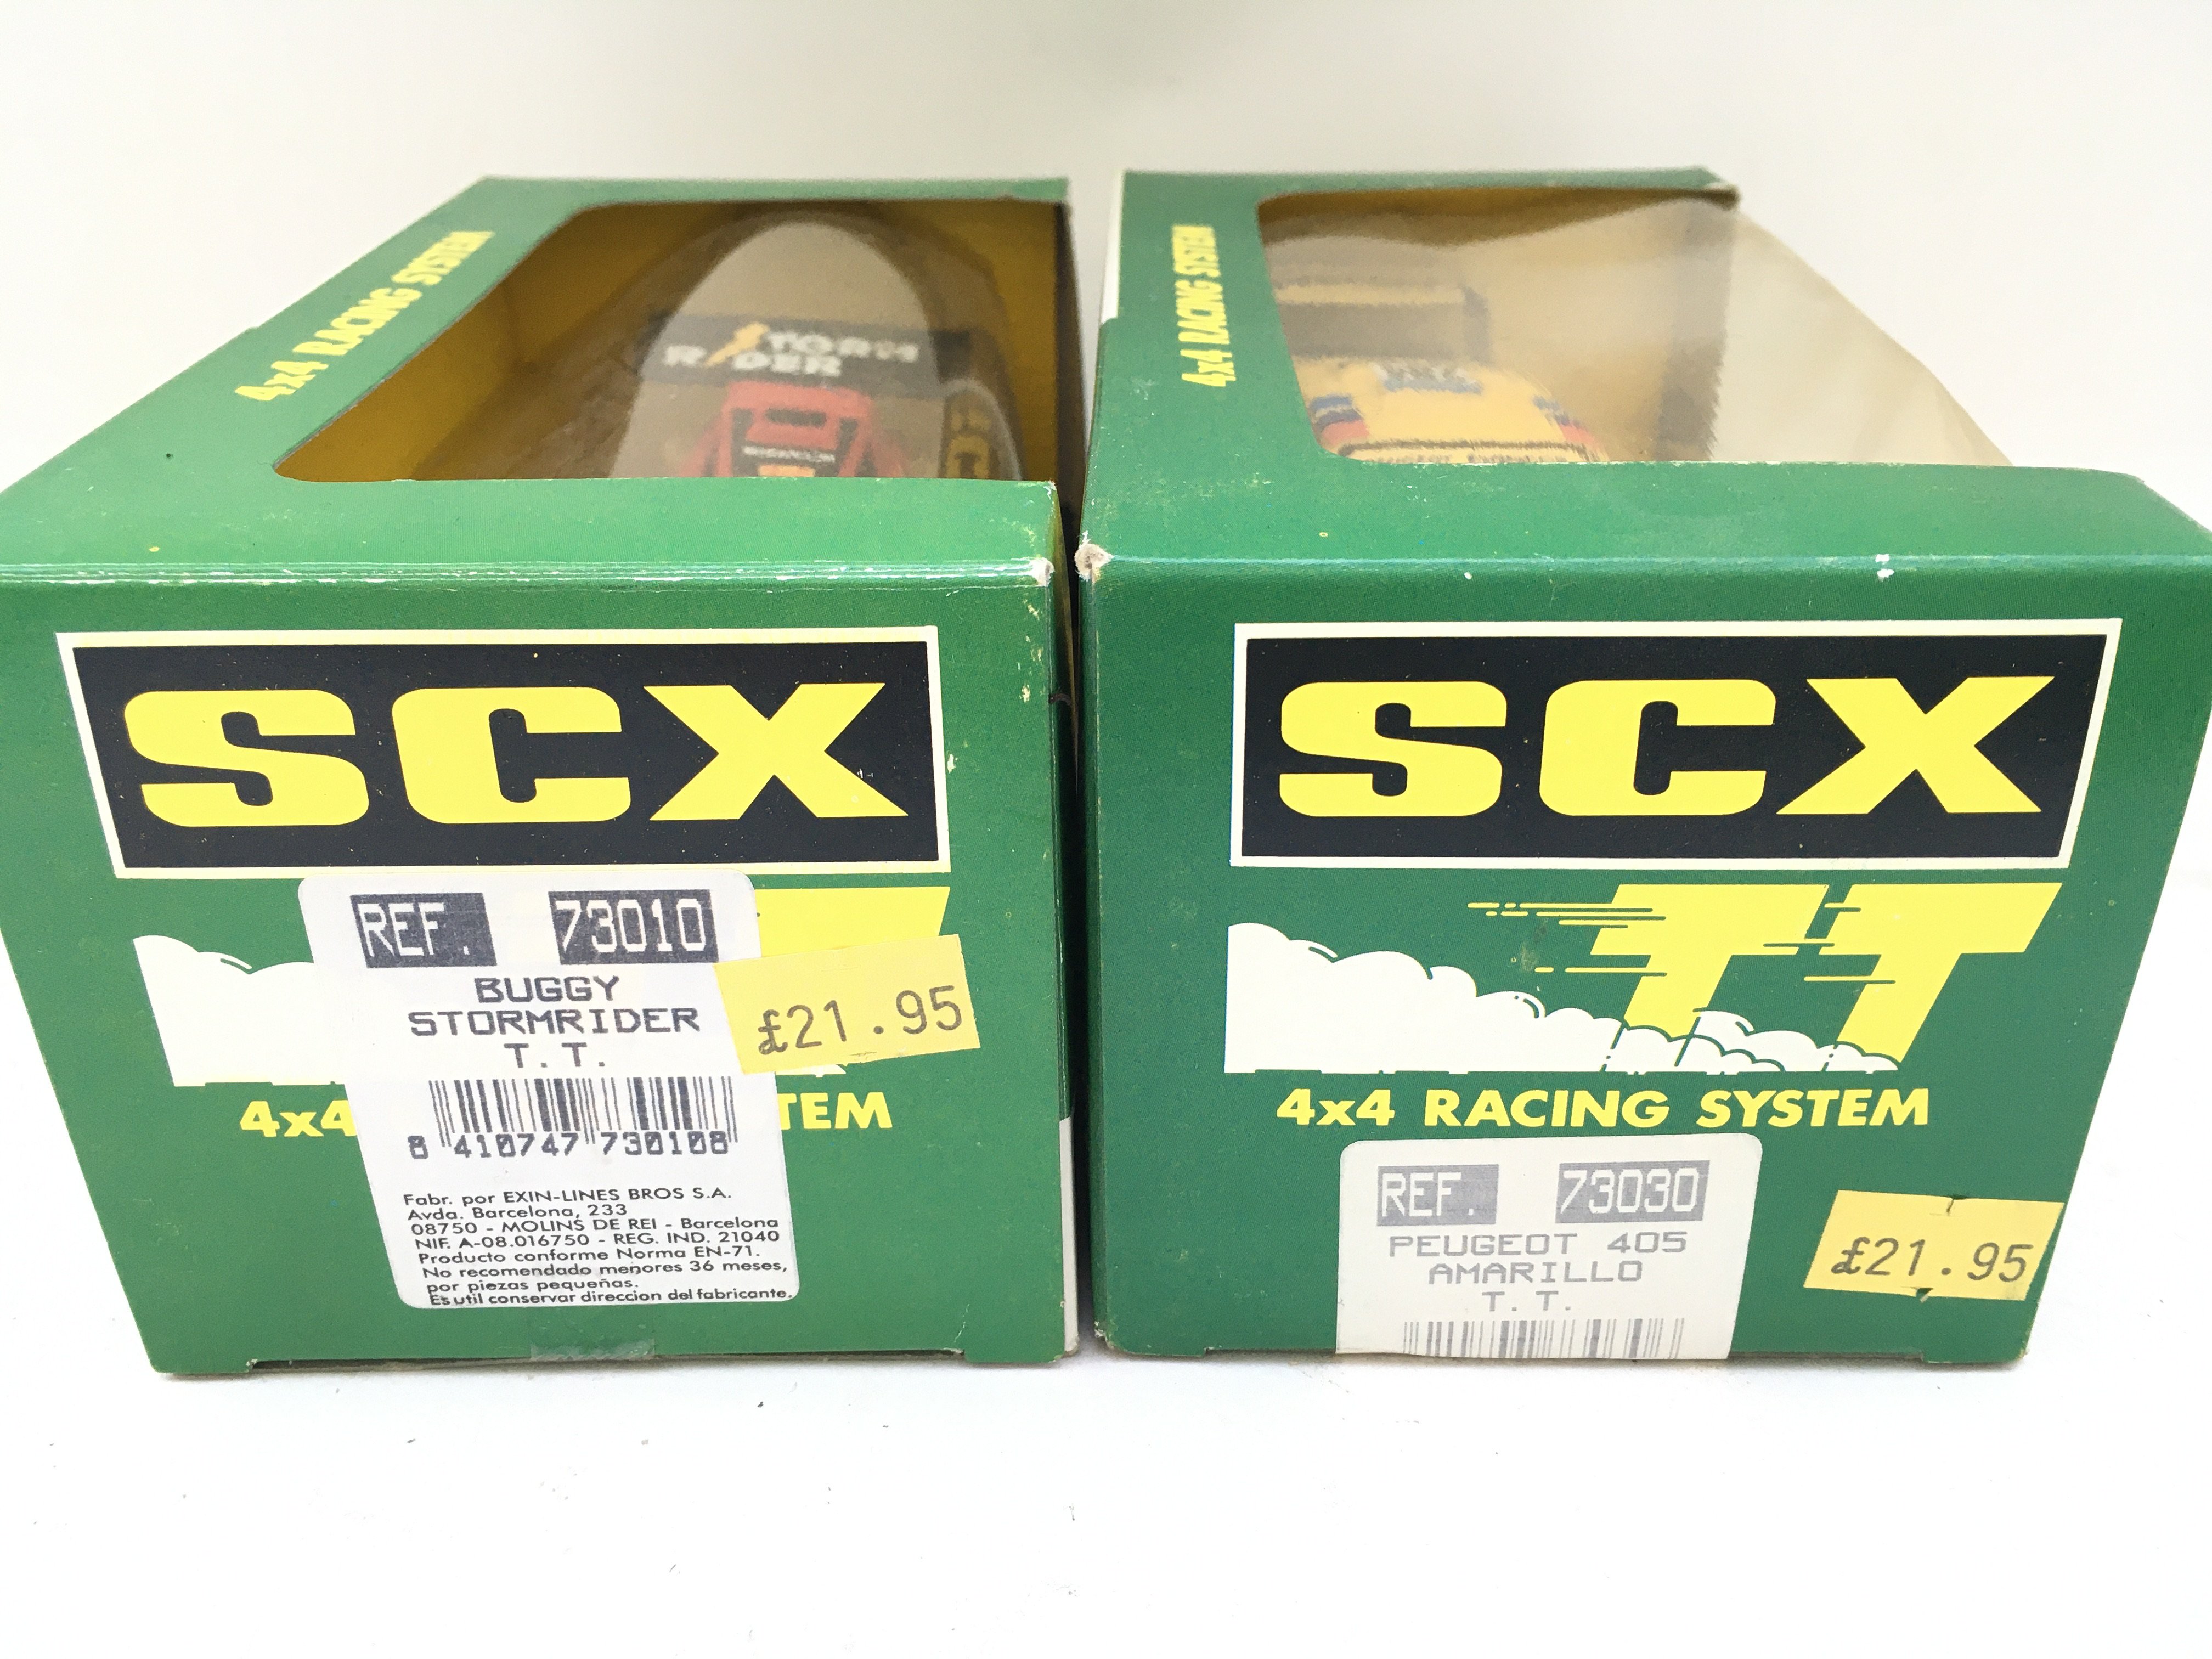 4x4 RACING SYSTEM
STORM
RIDER
SCX
REF. 73010
BUGGY
STORMRIDER
T.T.
£21.95
4x4
TEM
8 410747 730108
Fabr. por EXIN-LINES BROS S.A.
Avda. Barcelona, 233
08750 - MOLINS DE REI - Barcelona
NIF. A-08.016750 - REG. IND. 21040
Producto conforme Norma EN-71.
No recomendado menores 36 meses,
por piezas pequeñas.
Es util conservar direccion del fabricante.
4x4 RACING SYSTEM
SCX
TT
4x4 RACING SYSTEM
REF. 73030
PEUGEOT 405
AMARILLO
T.T.
£21.95